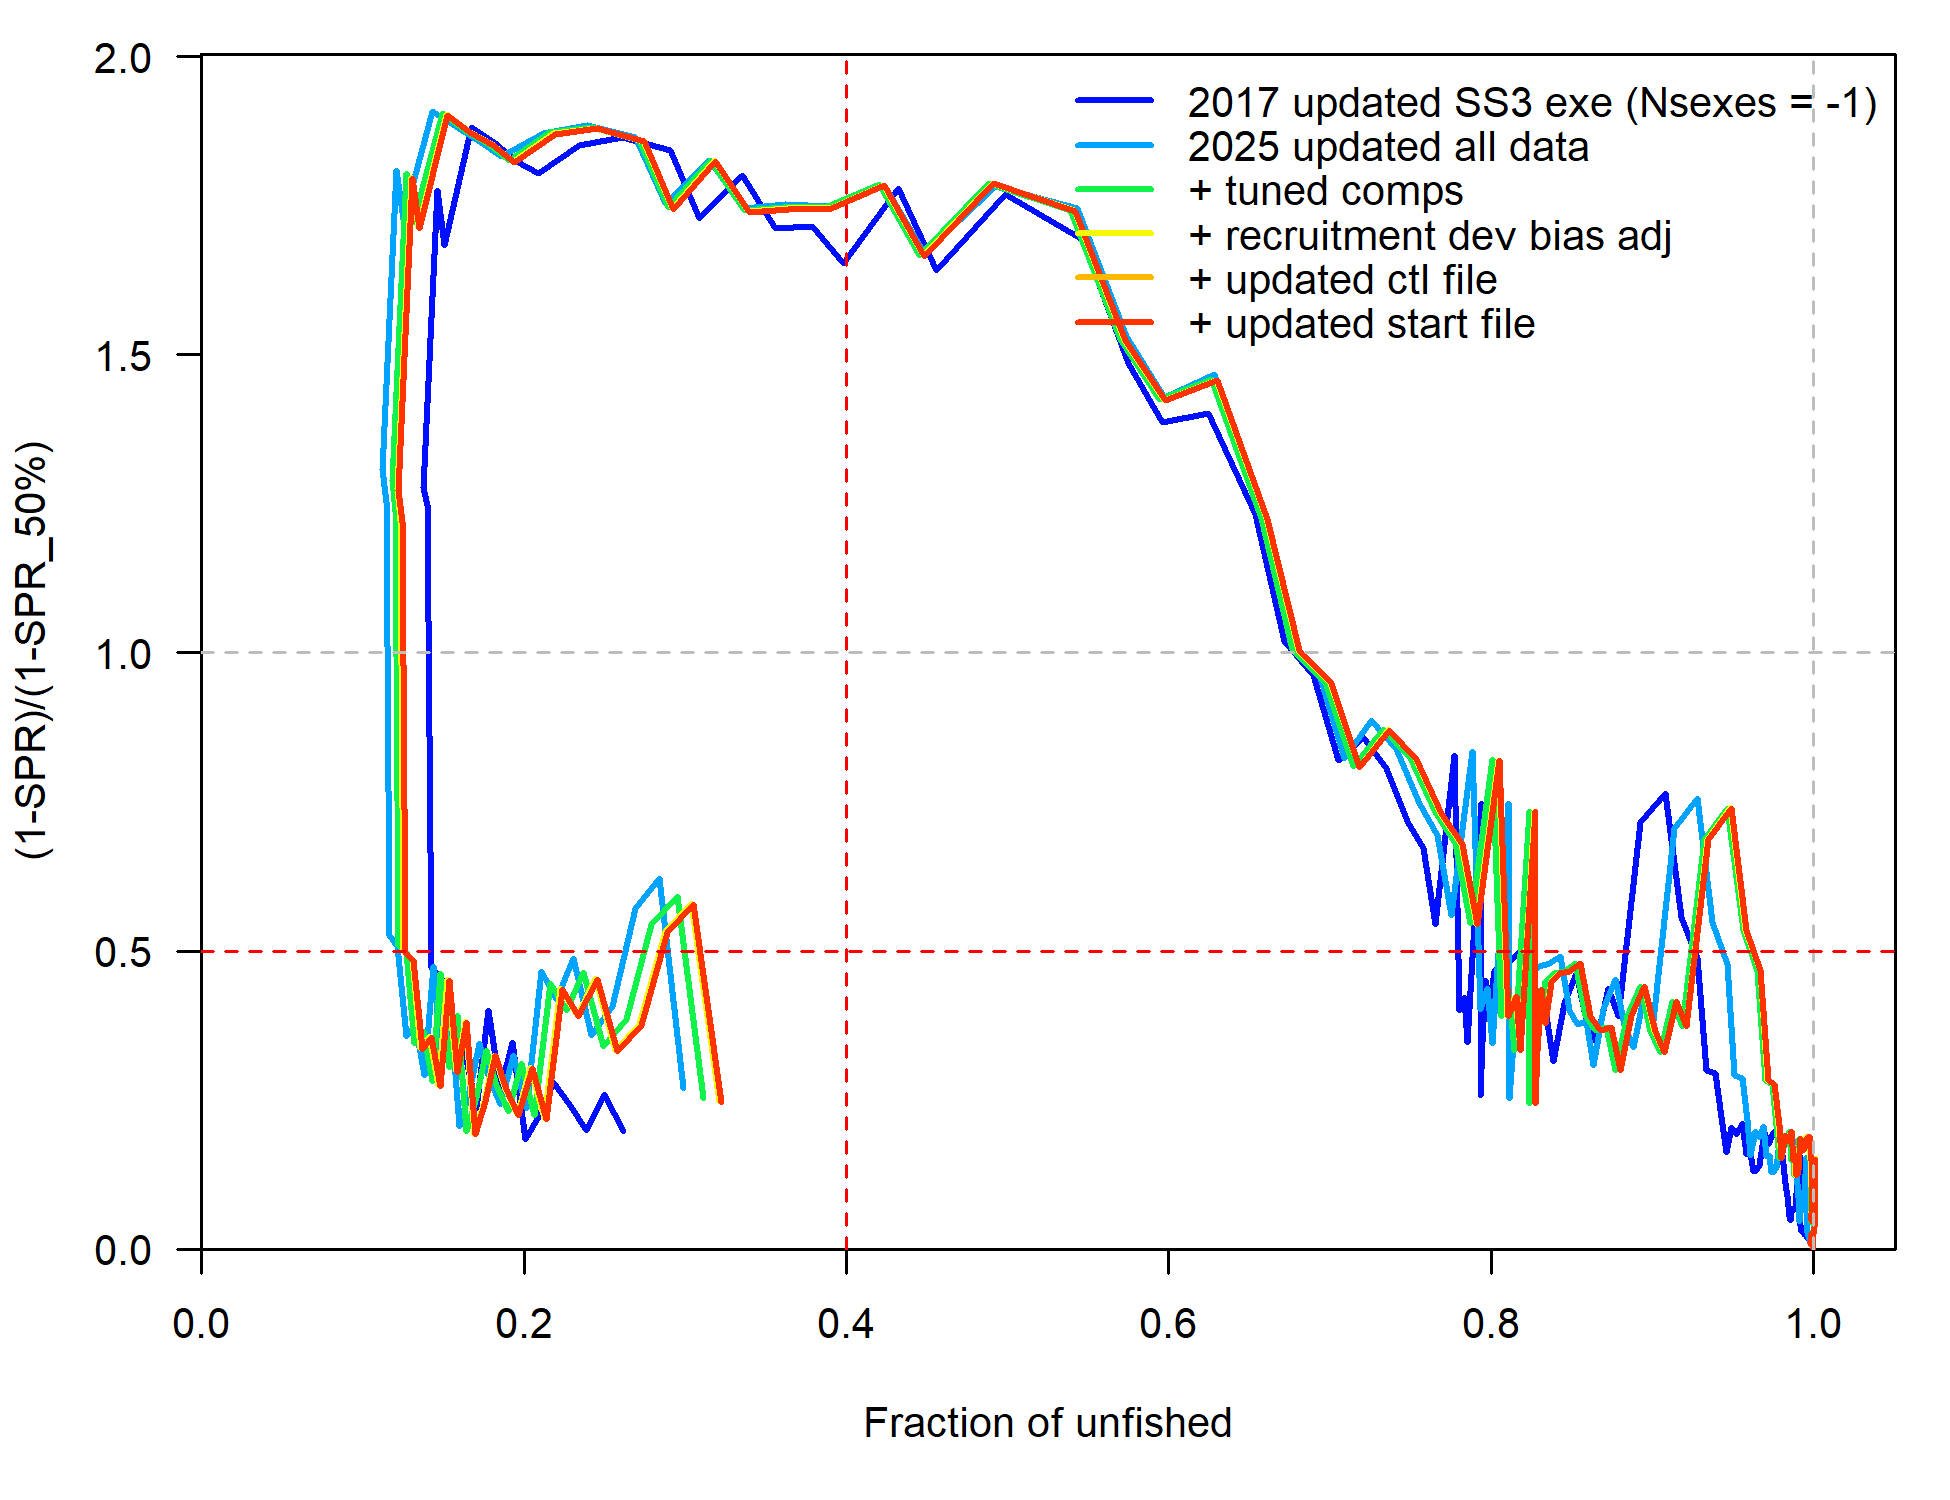 2.0
1.5
1.0
0.5
0.0
(1-SPR)/(1-SPR_50%)
2017 updated SS3 exe (Nsexes = -1)
2025 updated all data
+ tuned comps
+ recruitment dev bias adj
+ updated ctl file
+ updated start file
0.0 0.2 0.4 0.6 0.8 1.0
Fraction of unfished